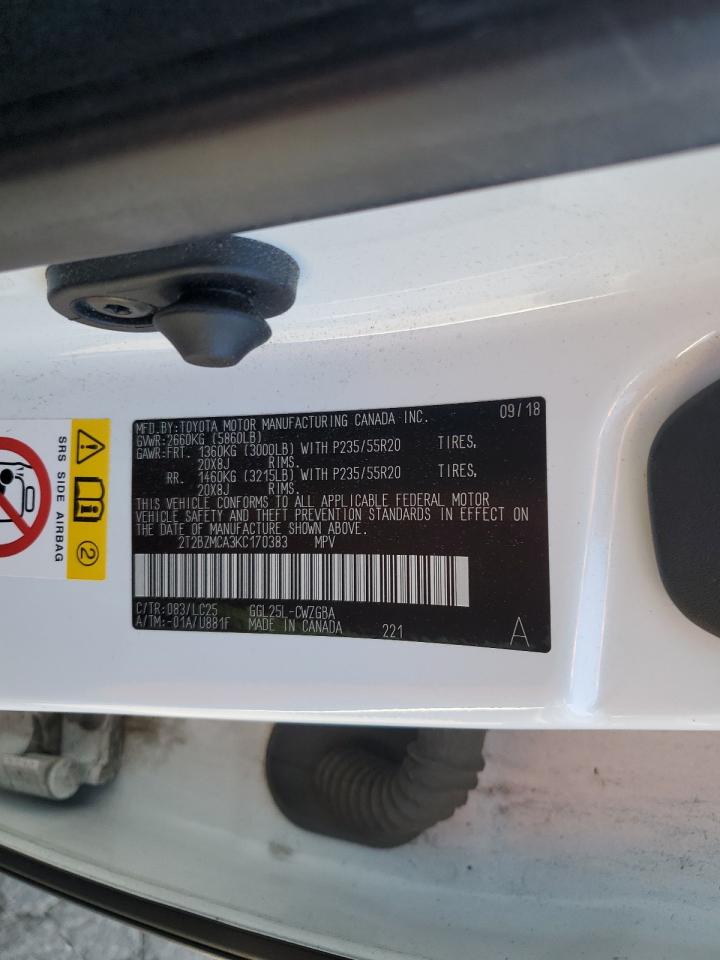 MFD.BY:TOYOTA MOTOR MANUFACTURING CANADA INC. 09/18
GVWR:2660KG (5860LB)
GAWR:FRT. 1360KG (3000LB) WITH P235/55R20 TIRES,
20X8J RIMS.
RR. 1460KG (3215LB) WITH P235/55R20 TIRES,
20X8J RIMS.
THIS VEHICLE CONFORMS TO ALL APPLICABLE FEDERAL MOTOR
VEHICLE SAFETY AND THEFT PREVENTION STANDARDS IN EFFECT ON
THE DATE OF MANUFACTURE SHOWN ABOVE.
2T2BZMCA3KC170383 MPV
C/TR:083/LC25 GGL25L-CWZGBA
A/TM:-01A/U881F MADE IN CANADA 221 A
SRS SIDE AIRBAG
2